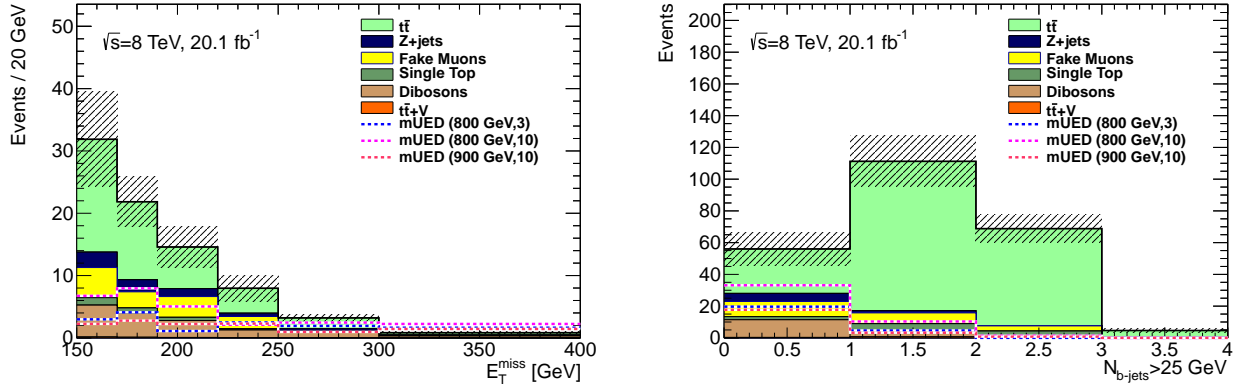 Events / 20 GeV
50
40
30
20
10
0
√s=8 TeV, 20.1 fb⁻¹
tt̄
Z+jets
Fake Muons
Single Top
Dibosons
tt̄+V
mUED (800 GeV,3)
mUED (800 GeV,10)
mUED (900 GeV,10)
150 200 250 300 350 400
E_T^miss [GeV]
Events
200
180
160
140
120
100
80
60
40
20
0
√s=8 TeV, 20.1 fb⁻¹
tt̄
Z+jets
Fake Muons
Single Top
Dibosons
tt̄+V
mUED (800 GeV,3)
mUED (800 GeV,10)
mUED (900 GeV,10)
0 0.5 1 1.5 2 2.5 3 3.5 4
N_b-jets>25 GeV